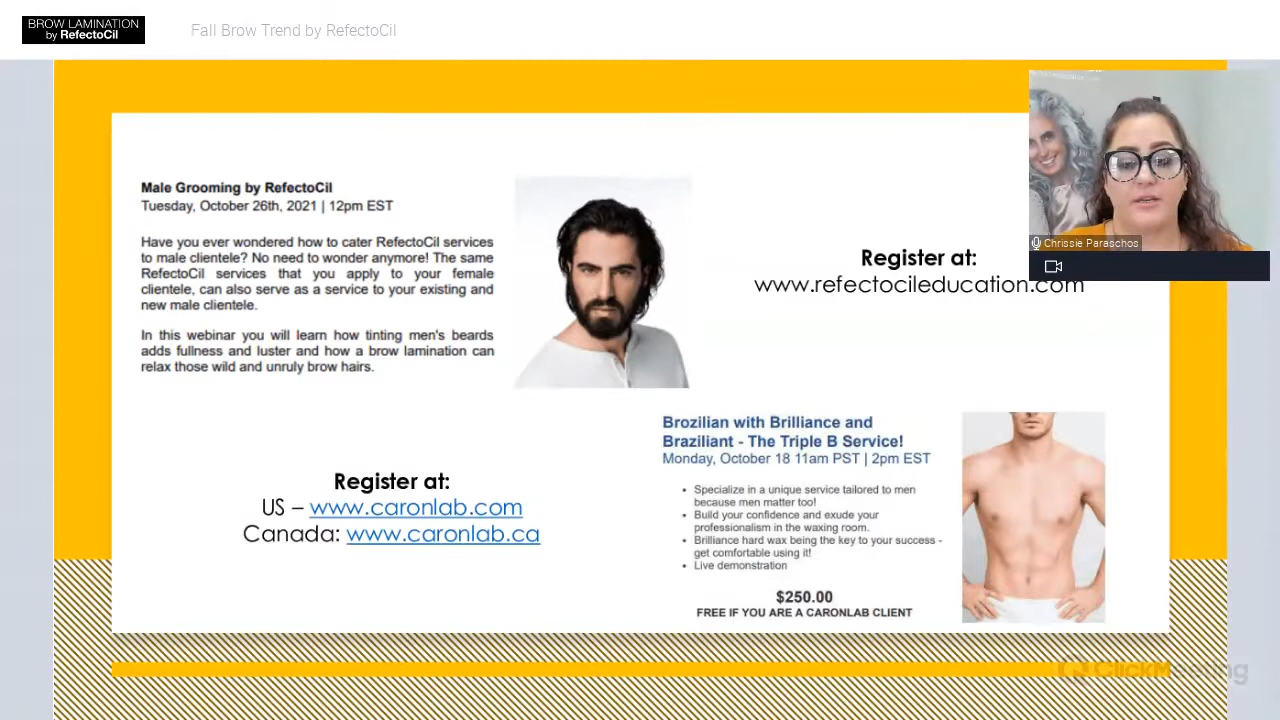 BROW LAMINATION
by RefectoCil
Fall Brow Trend by RefectoCil
Chrissie Paraschos
Male Grooming by RefectoCil
Tuesday, October 26th, 2021 | 12pm EST
Have you ever wondered how to cater RefectoCil services
to male clientele? No need to wonder anymore! The same
RefectoCil services that you apply to your female
clientele, can also serve as a service to your existing and
new male clientele.
In this webinar you will learn how tinting men's beards
adds fullness and luster and how a brow lamination can
relax those wild and unruly brow hairs.
Register at:
www.refectocileducation.com
Register at:
US – www.caronlab.com
Canada: www.caronlab.ca
Brozilian with Brilliance and
Braziliant - The Triple B Service!
Monday, October 18 11am PST | 2pm EST
• Specialize in a unique service tailored to men
because men matter too!
• Build your confidence and exude your
professionalism in the waxing room.
• Brilliance hard wax being the key to your success -
get comfortable using it!
• Live demonstration
$250.00
FREE IF YOU ARE A CARONLAB CLIENT
ClickMeeting